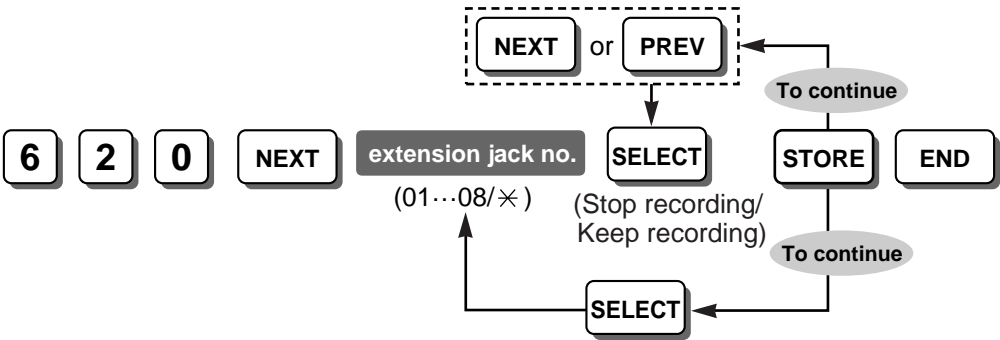 NEXT or PREV
To continue
6 2 0 NEXT extension jack no. SELECT STORE END
(01···08/✳)
(Stop recording/
Keep recording)
To continue
SELECT